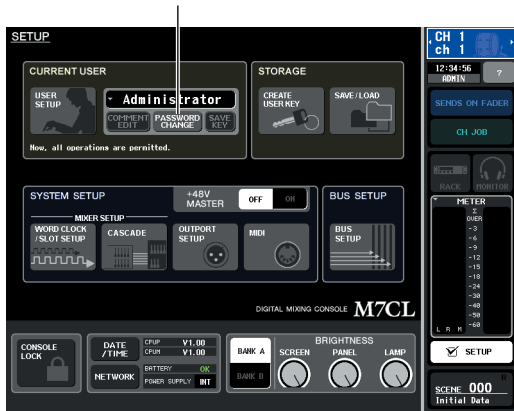 SETUP
CURRENT USER
USER
SETUP
Administrator
COMMENT
EDIT
PASSWORD
CHANGE
SAVE
KEY
Now, all operations are permitted.
STORAGE
CREATE
USER KEY
SAVE/LOAD
SYSTEM SETUP
+48V
MASTER
OFF
ON
MIXER SETUP
WORD CLOCK
/SLOT SETUP
CASCADE
OUTPORT
SETUP
MIDI
BUS SETUP
BUS
SETUP
DIGITAL MIXING CONSOLE M7CL
CONSOLE
LOCK
DATE
/TIME
CPUP V1.00
CPUM V1.00
NETWORK
BATTERY OK
POWER SUPPLY INT
BANK A
BANK B
BRIGHTNESS
SCREEN
PANEL
LAMP
CH 1
ch 1
12:34:56
ADMIN
?
SENDS ON FADER
CH JOB
RACK
MONITOR
METER
Σ
OVER
-3
-6
-9
-12
-15
-18
-24
-30
-40
-50
-60
L R M
SETUP
SCENE 000
R
Initial Data